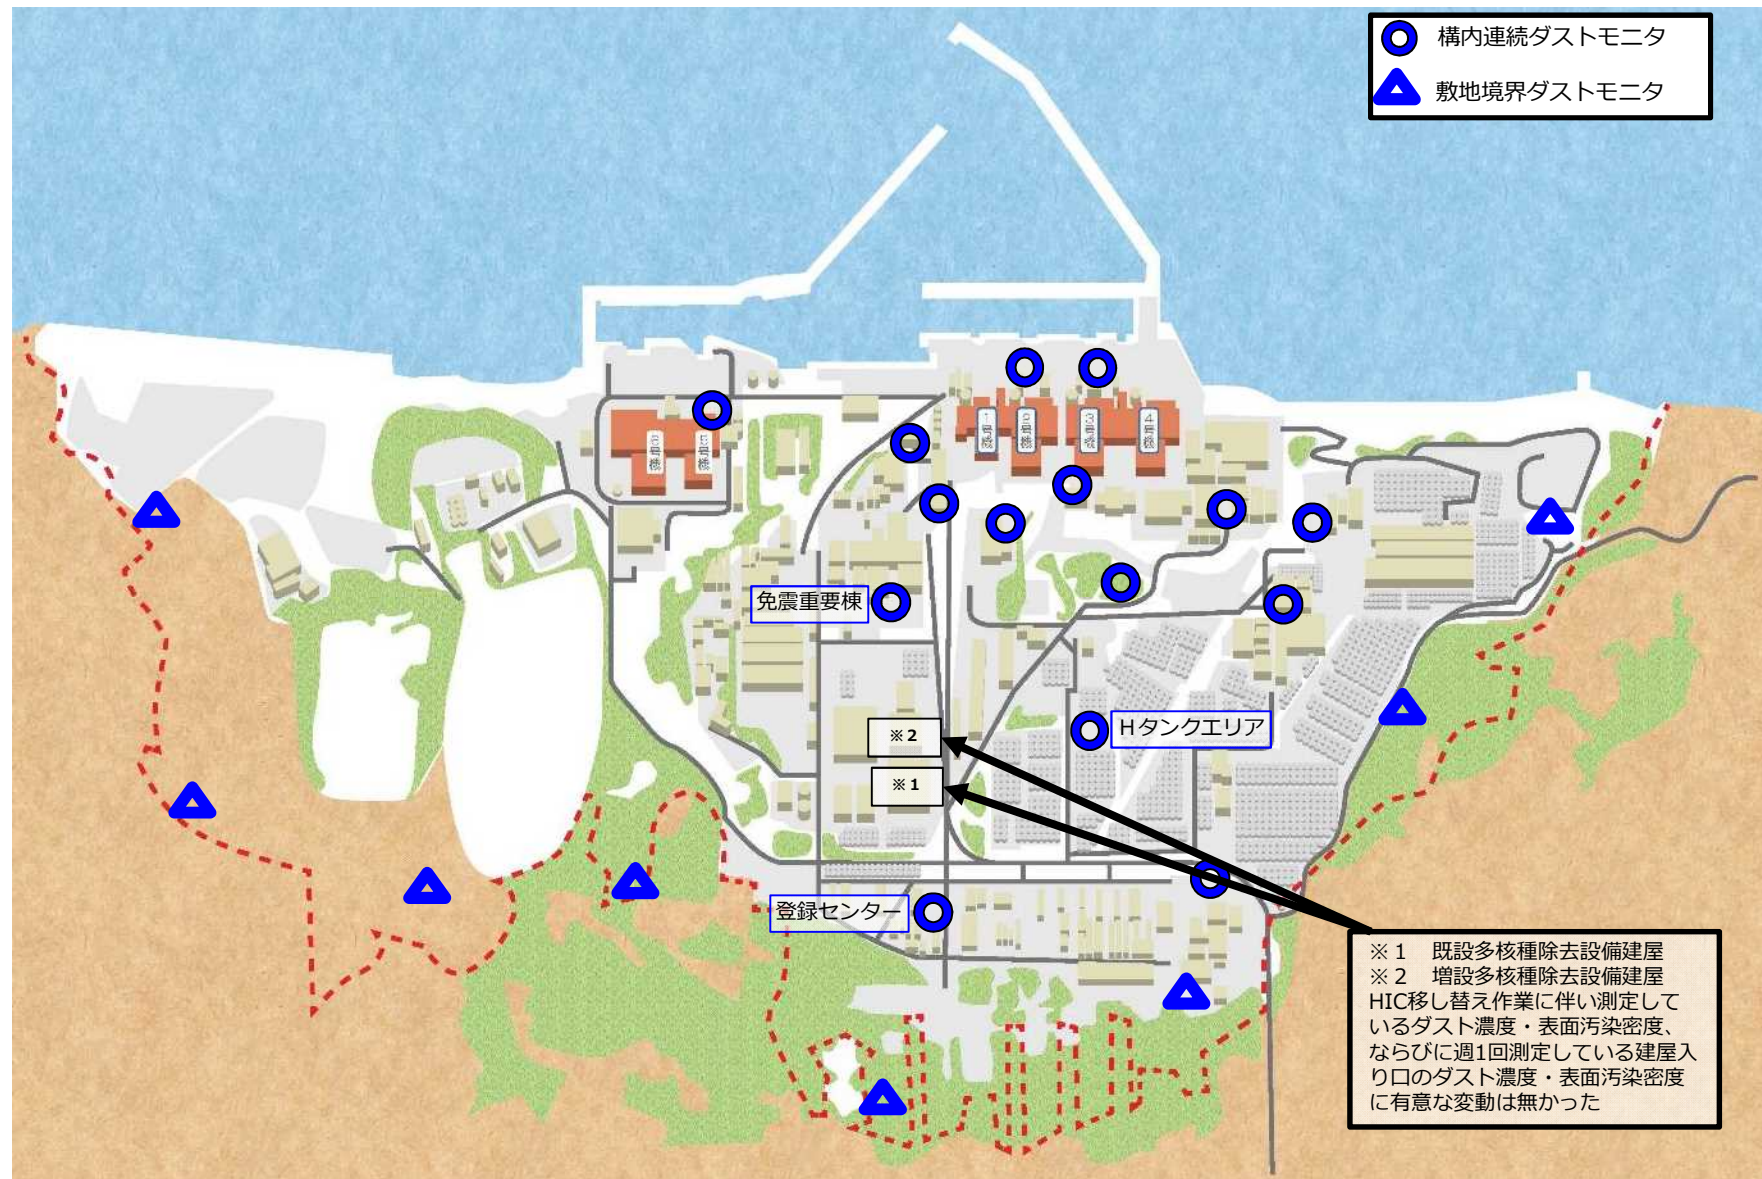 構内連続ダストモニタ
敷地境界ダストモニタ
免震重要棟
※2
Hタンクエリア
※1
登録センター
※1 既設多核種除去設備建屋
※2 増設多核種除去設備建屋
HIC移し替え作業に伴い測定して
いるダスト濃度・表面汚染密度、
ならびに週1回測定している建屋入
り口のダスト濃度・表面汚染密度
に有意な変動は無かった